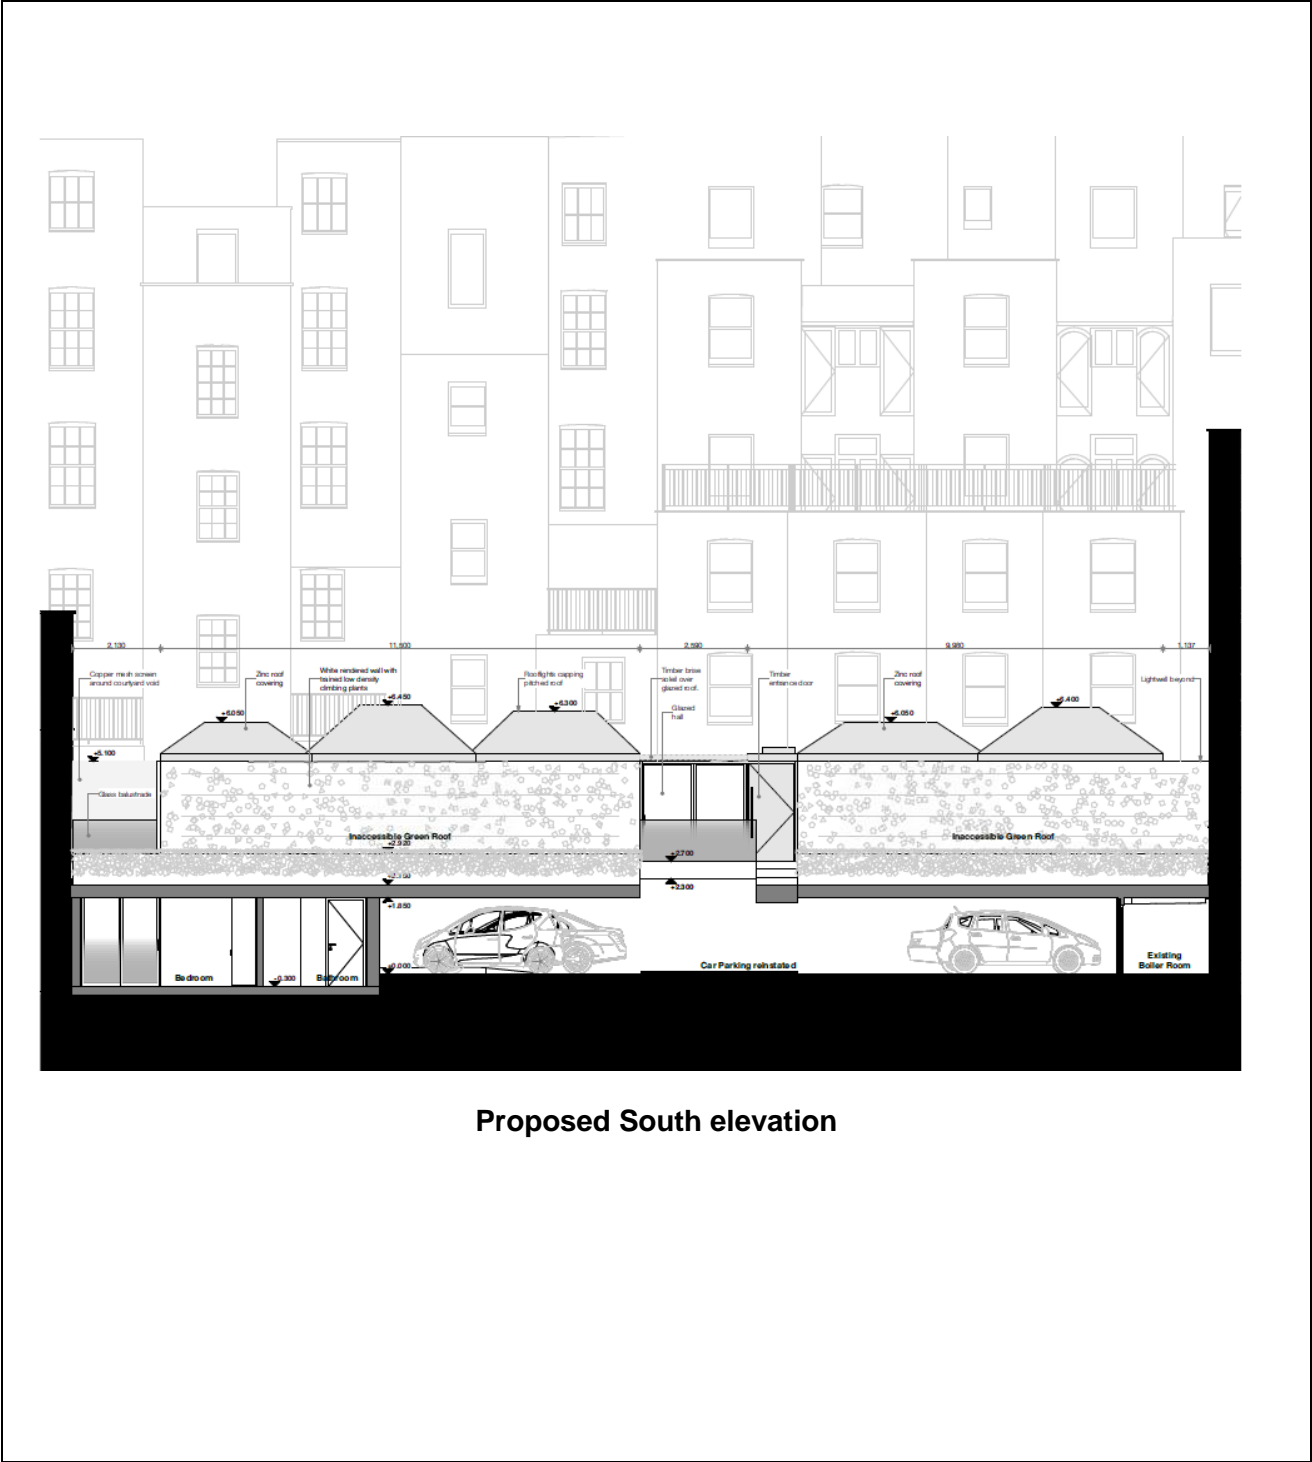 2,130
11,500
2,590
9,980
1,137
Copper mesh screen
around courtyard void
Zinc roof
covering
White rendered wall with
trained low density
climbing plants
Rooflights capping
pitched roof
Timber brise
soleil over
glazed roof.
Glazed
hall
Timber
entrance door
Zinc roof
covering
Lightwell beyond
+6.050
+6.450
+6.300
+6.050
+6.400
+5.100
Glass balustrade
Inaccessible Green Roof
Inaccessible Green Roof
+2.920
+2.700
+2.300
+1.850
+0.000
Bedroom
Bathroom
Car Parking reinstated
Existing
Boiler Room
Proposed South elevation